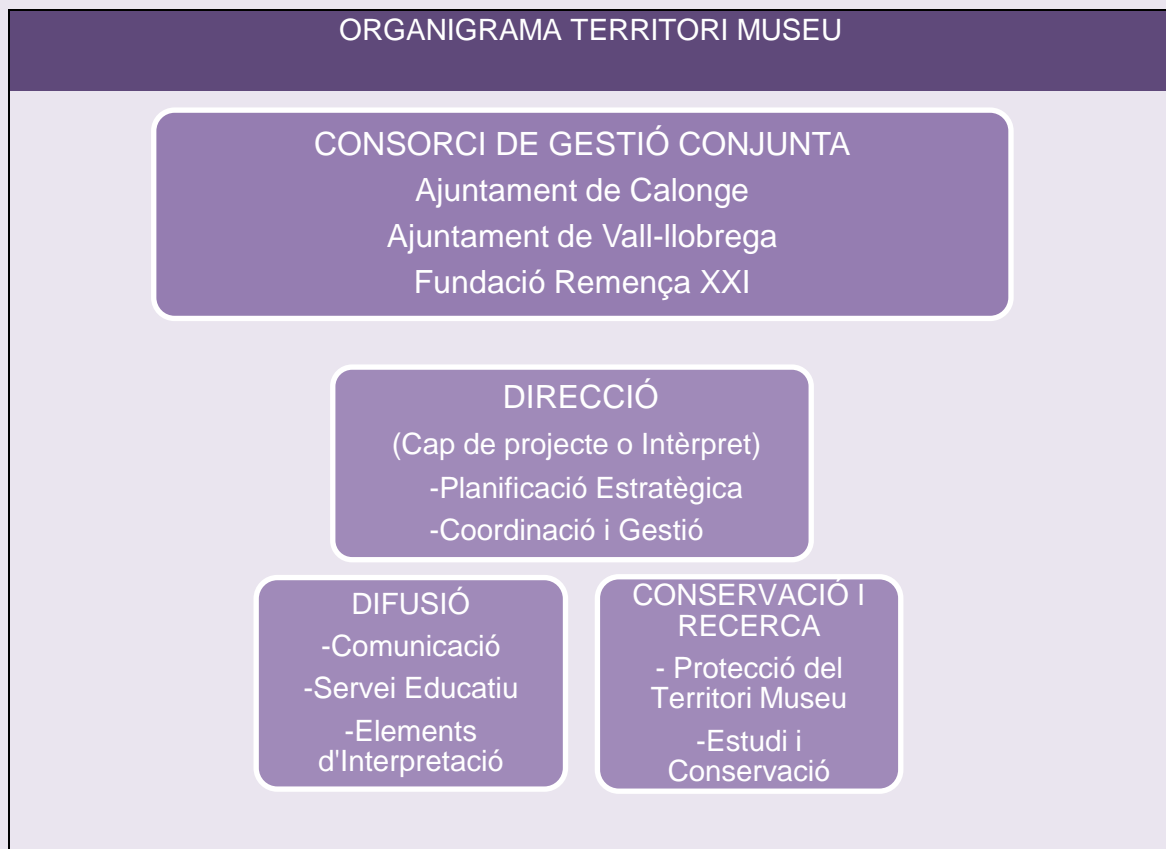 ORGANIGRAMA TERRITORI MUSEU
CONSORCI DE GESTIÓ CONJUNTA
Ajuntament de Calonge
Ajuntament de Vall-llobrega
Fundació Remença XXI
DIRECCIÓ
(Cap de projecte o Intèrpret)
-Planificació Estratègica
-Coordinació i Gestió
DIFUSIÓ
-Comunicació
-Servei Educatiu
-Elements
d'Interpretació
CONSERVACIÓ I
RECERCA
- Protecció del
Territori Museu
-Estudi i
Conservació